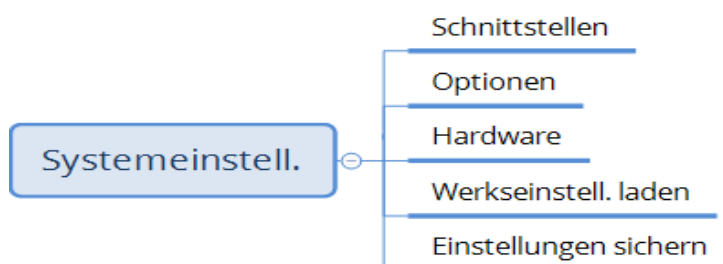 Schnittstellen
Optionen
Hardware
Systemeinstell.
Werkseinstell. laden
Einstellungen sichern